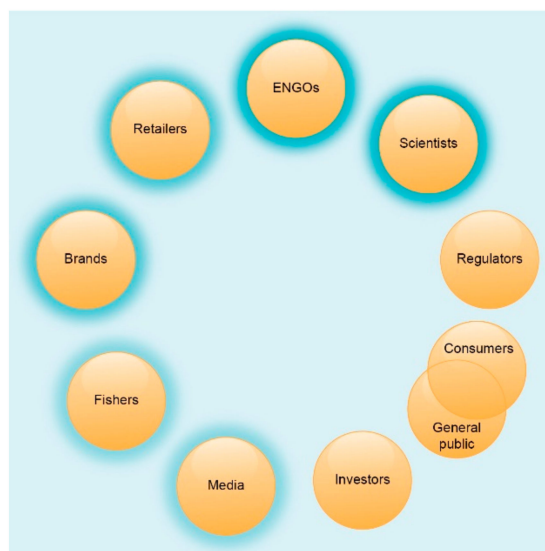 ENGOs
Retailers
Scientists
Brands
Regulators
Consumers
Fishers
General
public
Investors
Media